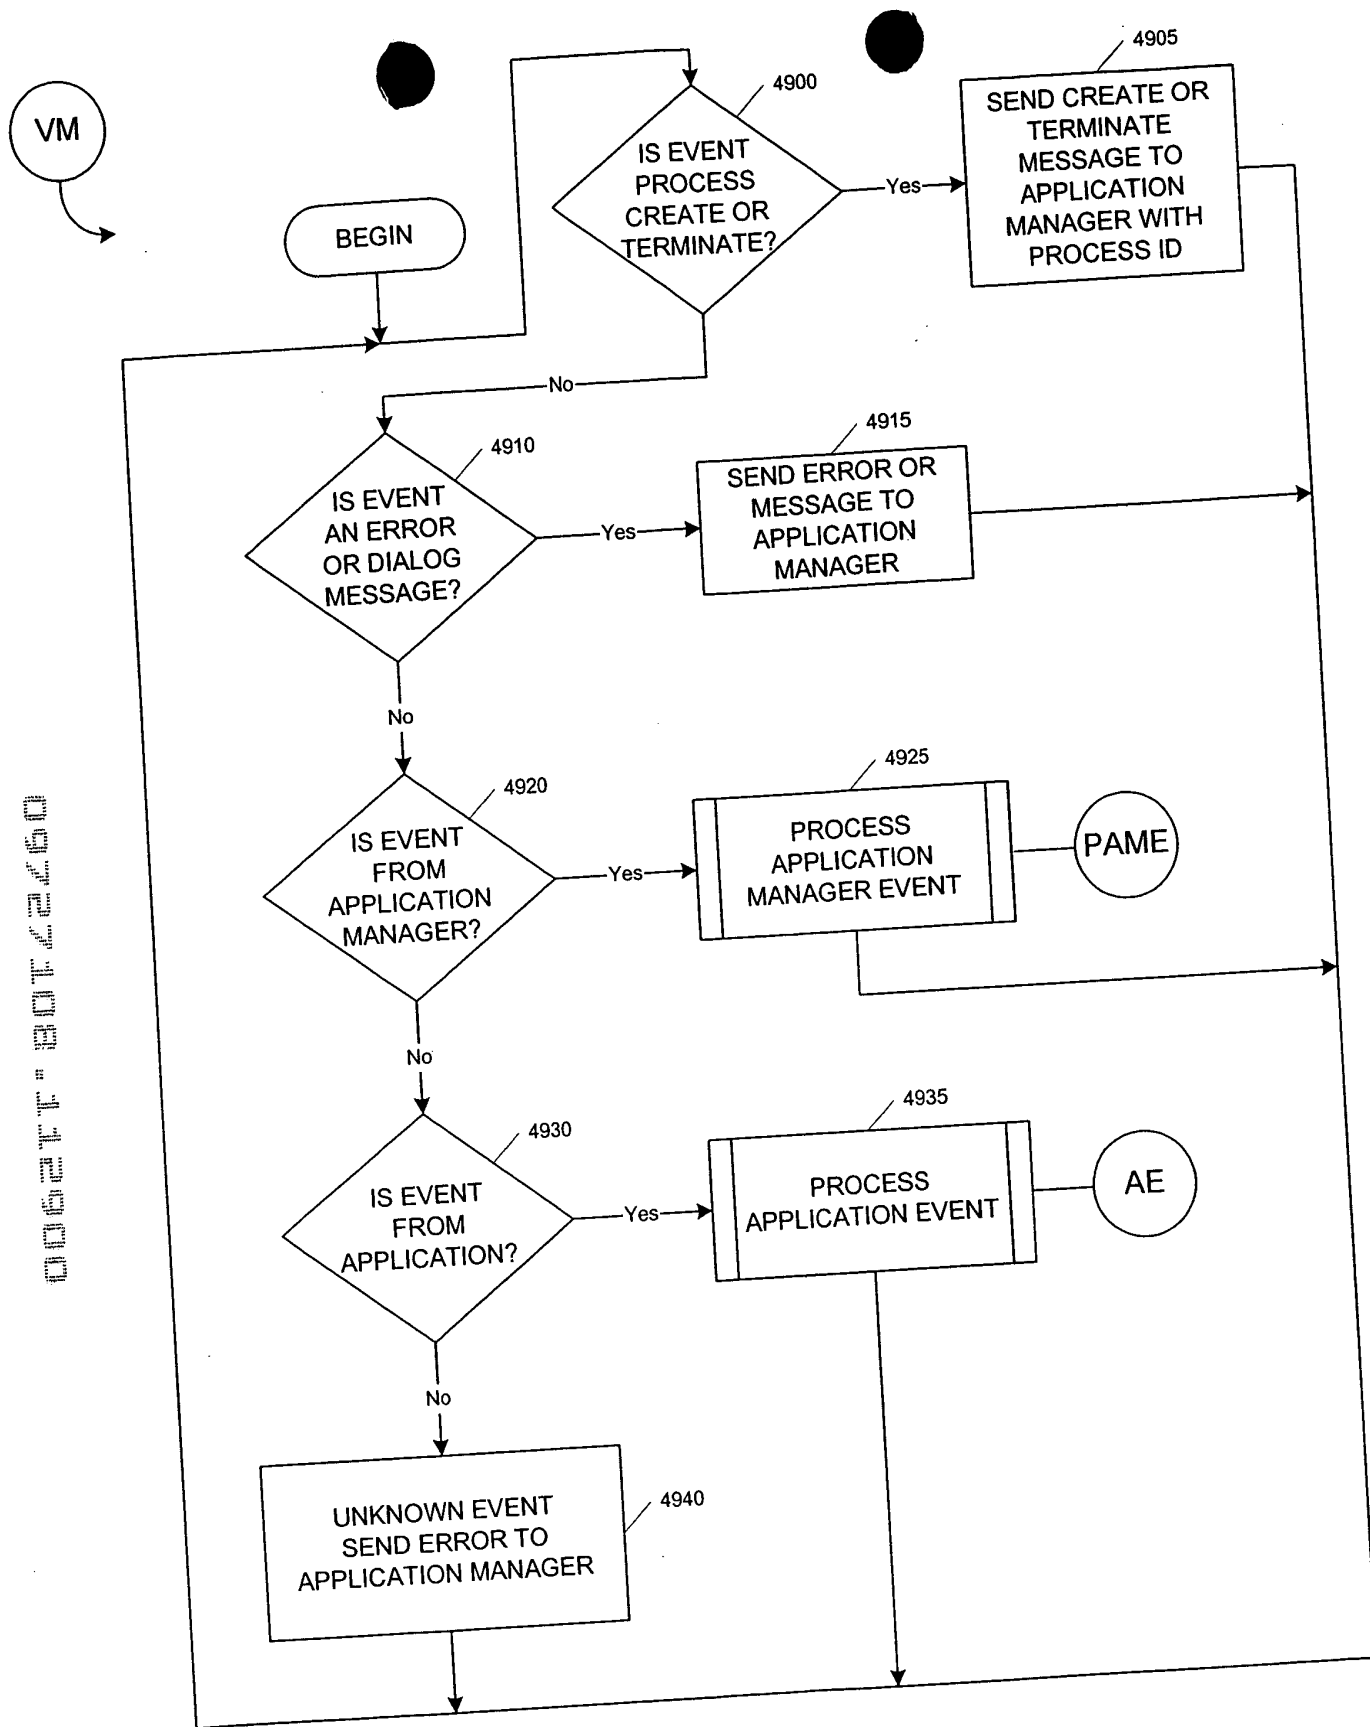 VM
BEGIN
4900
IS EVENT
PROCESS
CREATE OR
TERMINATE?
Yes
4905
SEND CREATE OR
TERMINATE
MESSAGE TO
APPLICATION
MANAGER WITH
PROCESS ID
No
4910
IS EVENT
AN ERROR
OR DIALOG
MESSAGE?
Yes
4915
SEND ERROR OR
MESSAGE TO
APPLICATION
MANAGER
No
4920
IS EVENT
FROM
APPLICATION
MANAGER?
Yes
4925
PROCESS
APPLICATION
MANAGER EVENT
PAME
No
4930
IS EVENT
FROM
APPLICATION?
Yes
4935
PROCESS
APPLICATION EVENT
AE
No
4940
UNKNOWN EVENT
SEND ERROR TO
APPLICATION MANAGER
09727108.112900